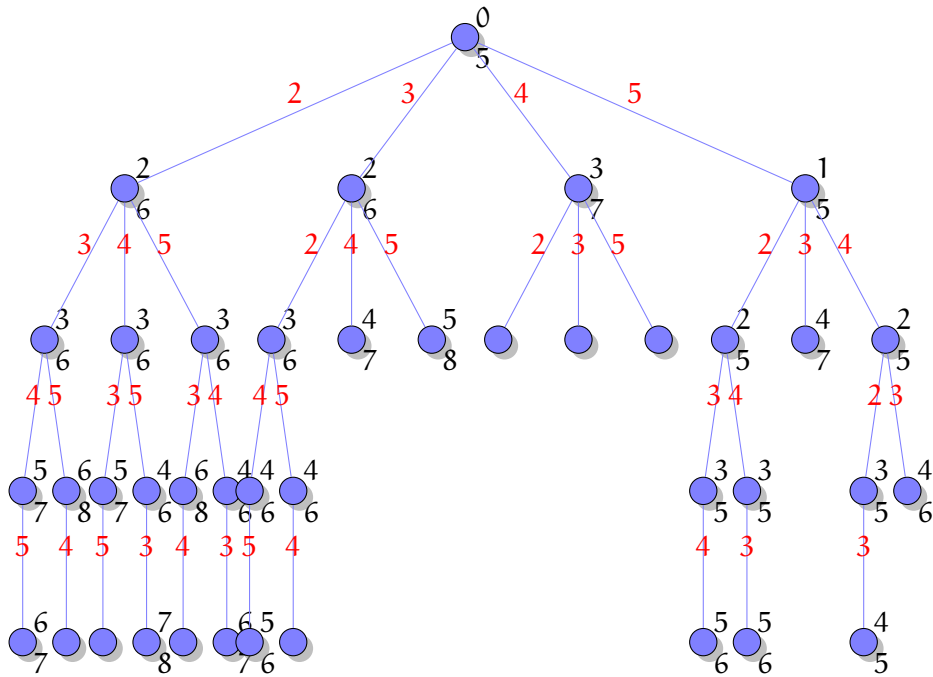 0
5
2 3 4 5
2 2 3 1
6 6 7 5
3 4 5 2 4 5 2 3 5 2 3 4
3 3 3 3 4 5 2 4 2
6 6 6 6 7 8 5 7 5
4 5 3 5 3 4 4 5 3 4 2 3
5 6 5 4 6 4 4 4 3 3 3 4
7 8 7 6 8 6 6 6 5 5 5 6
5 4 5 3 4 3 5 4 4 3 3
6 7 6 5 5 5 4
7 8 7 6 6 6 5